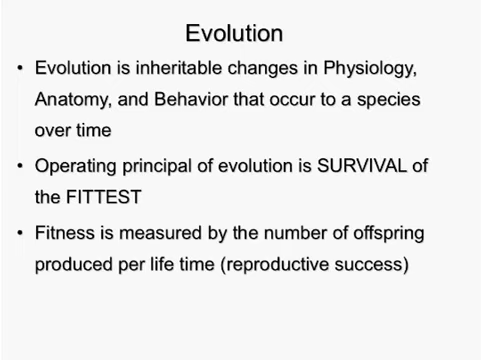 Evolution
• Evolution is inheritable changes in Physiology,
Anatomy, and Behavior that occur to a species
over time
• Operating principal of evolution is SURVIVAL of
the FITTEST
• Fitness is measured by the number of offspring
produced per life time (reproductive success)